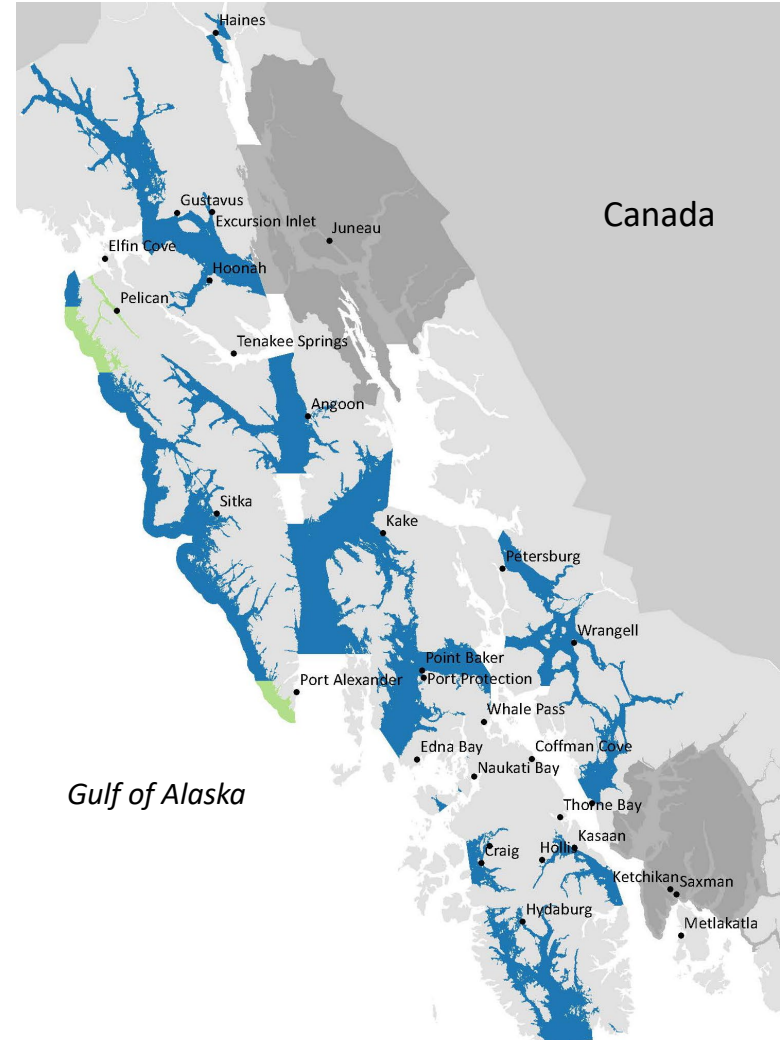 Haines
Canada
Gustavus
Excursion Inlet
Juneau
Elfin Cove
Hoonah
Pelican
Tenakee Springs
Angoon
Sitka
Kake
Petersburg
Wrangell
Point Baker
Port Protection
Port Alexander
Whale Pass
Edna Bay
Coffman Cove
Naukati Bay
Gulf of Alaska
Thorne Bay
Kasaan
Craig
Hollis
Ketchikan
Saxman
Hydaburg
Metlakatla